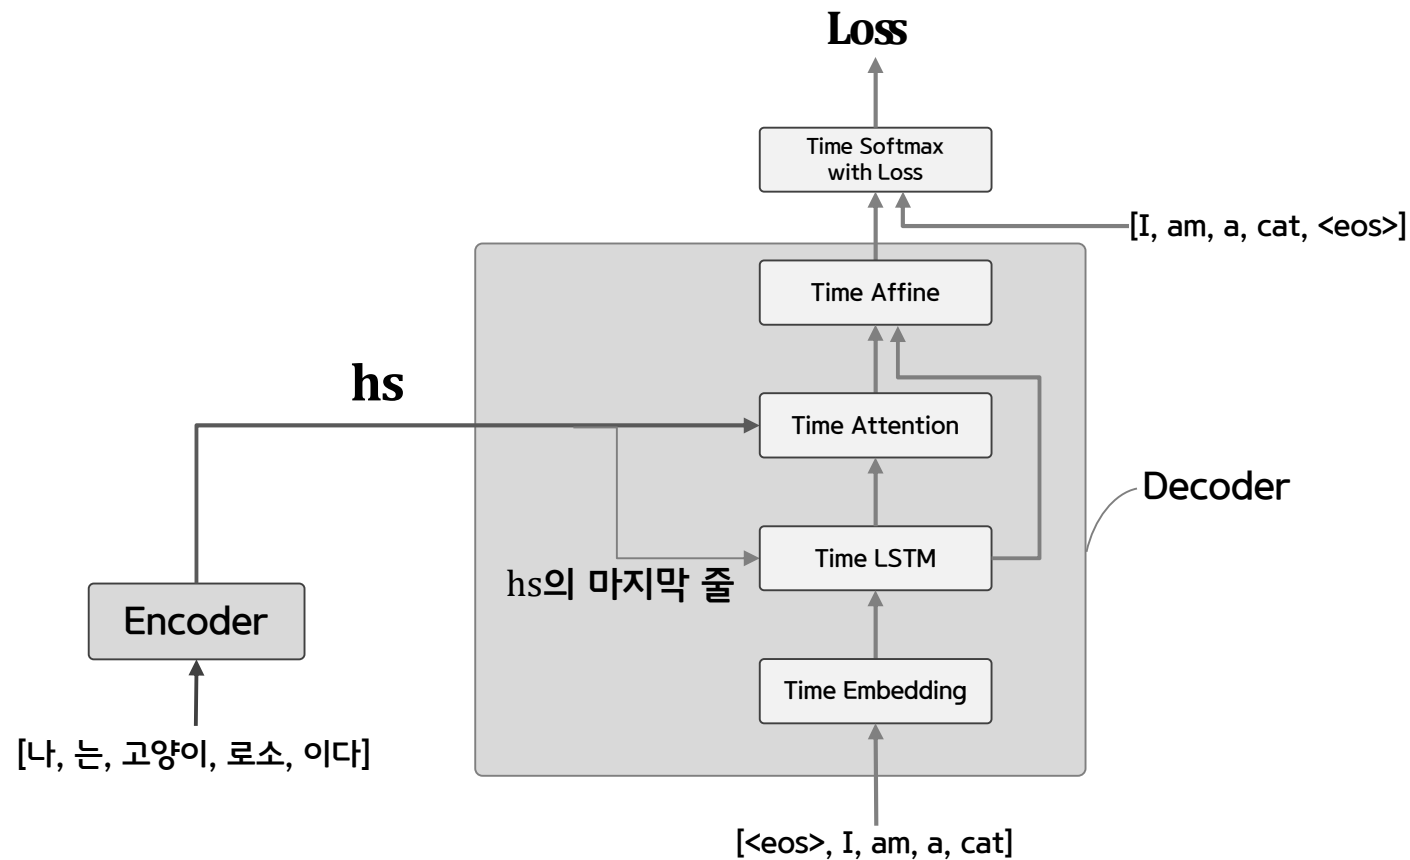 Loss
Time Softmax
with Loss
[I, am, a, cat, <eos>]
Time Affine
hs
Time Attention
Decoder
Time LSTM
hs의 마지막 줄
Encoder
Time Embedding
[나, 는, 고양이, 로소, 이다]
[<eos>, I, am, a, cat]